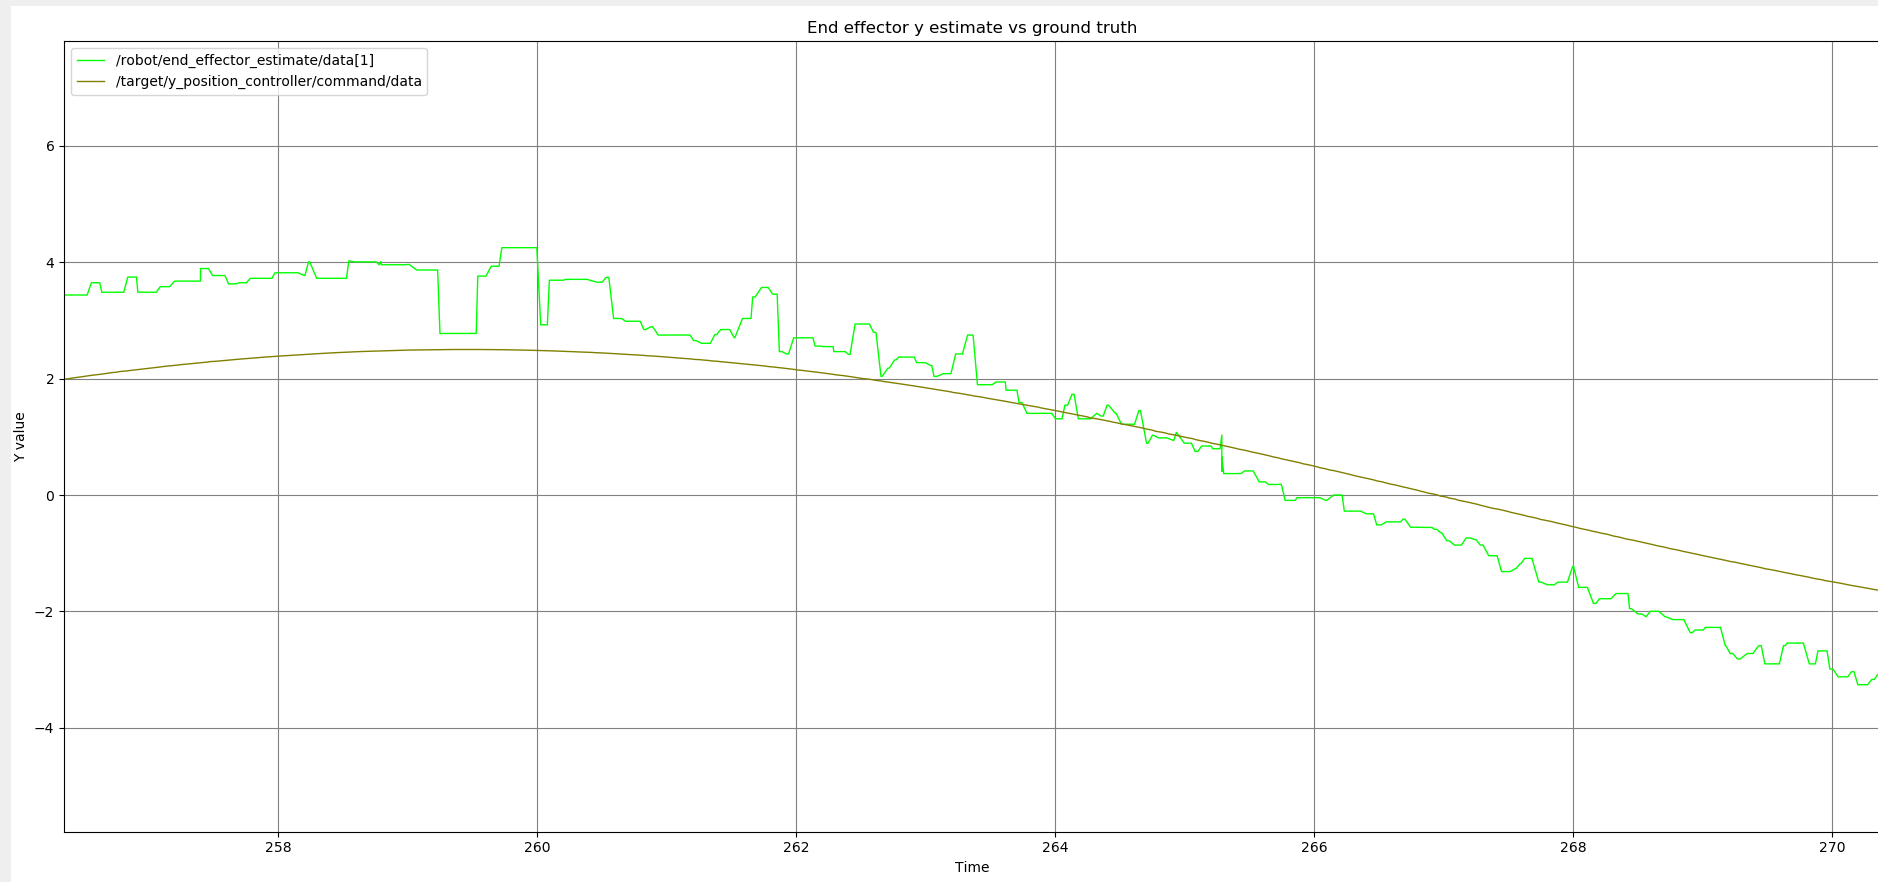 End effector y estimate vs ground truth
/robot/end_effector_estimate/data[1]
/target/y_position_controller/command/data
6
4
2
0
−2
−4
Y value
258 260 262 264 266 268 270
Time